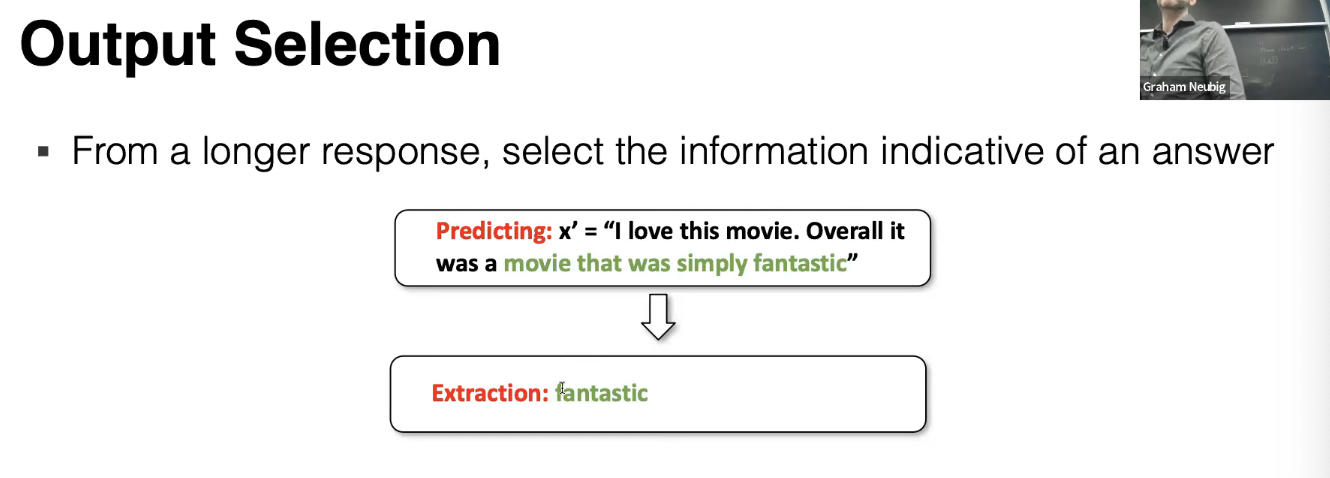 Output Selection
Graham Neubig
▪ From a longer response, select the information indicative of an answer
Predicting: x’ = “I love this movie. Overall it
was a movie that was simply fantastic”
Extraction: fantastic